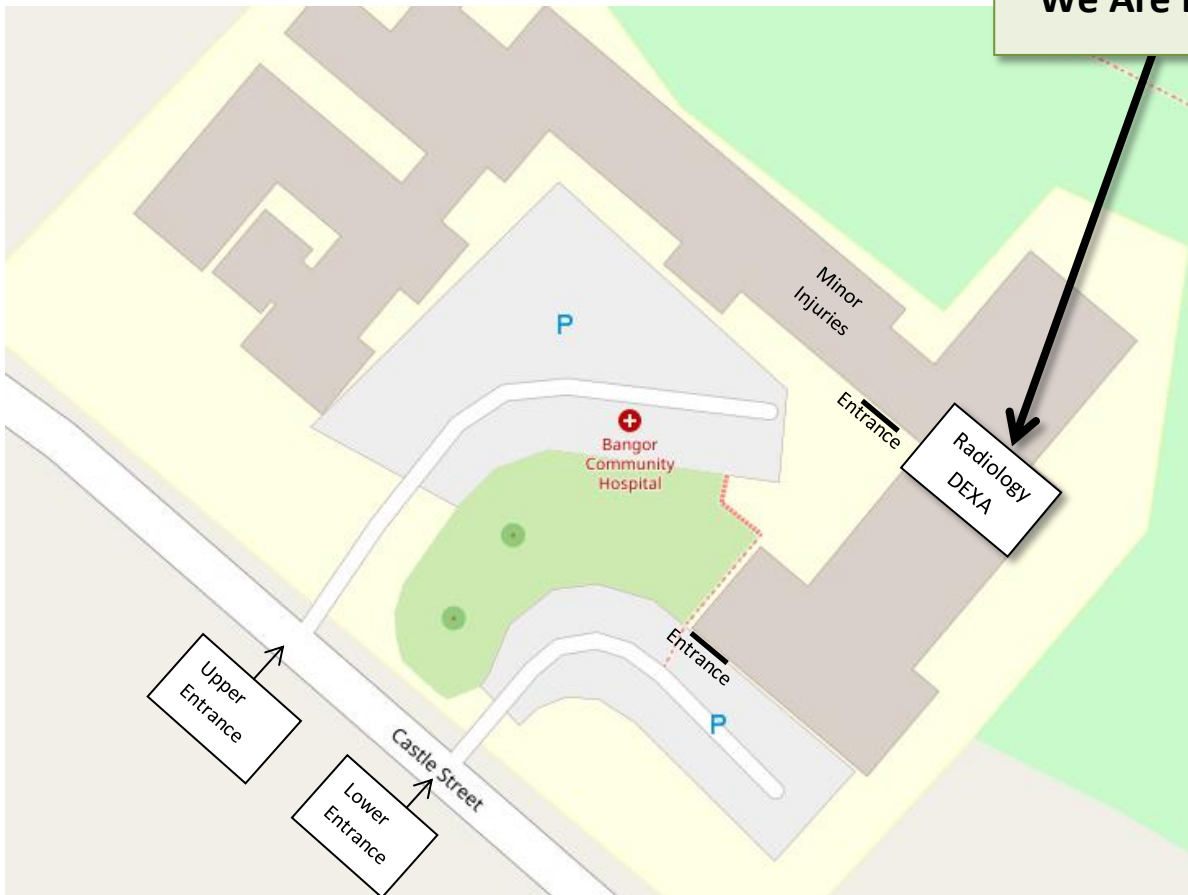 We Are
P
Minor
Injuries
Entrance
Bangor
Community
Hospital
Radiology
DEXA
Entrance
Upper
Entrance
P
Castle Street
Lower
Entrance